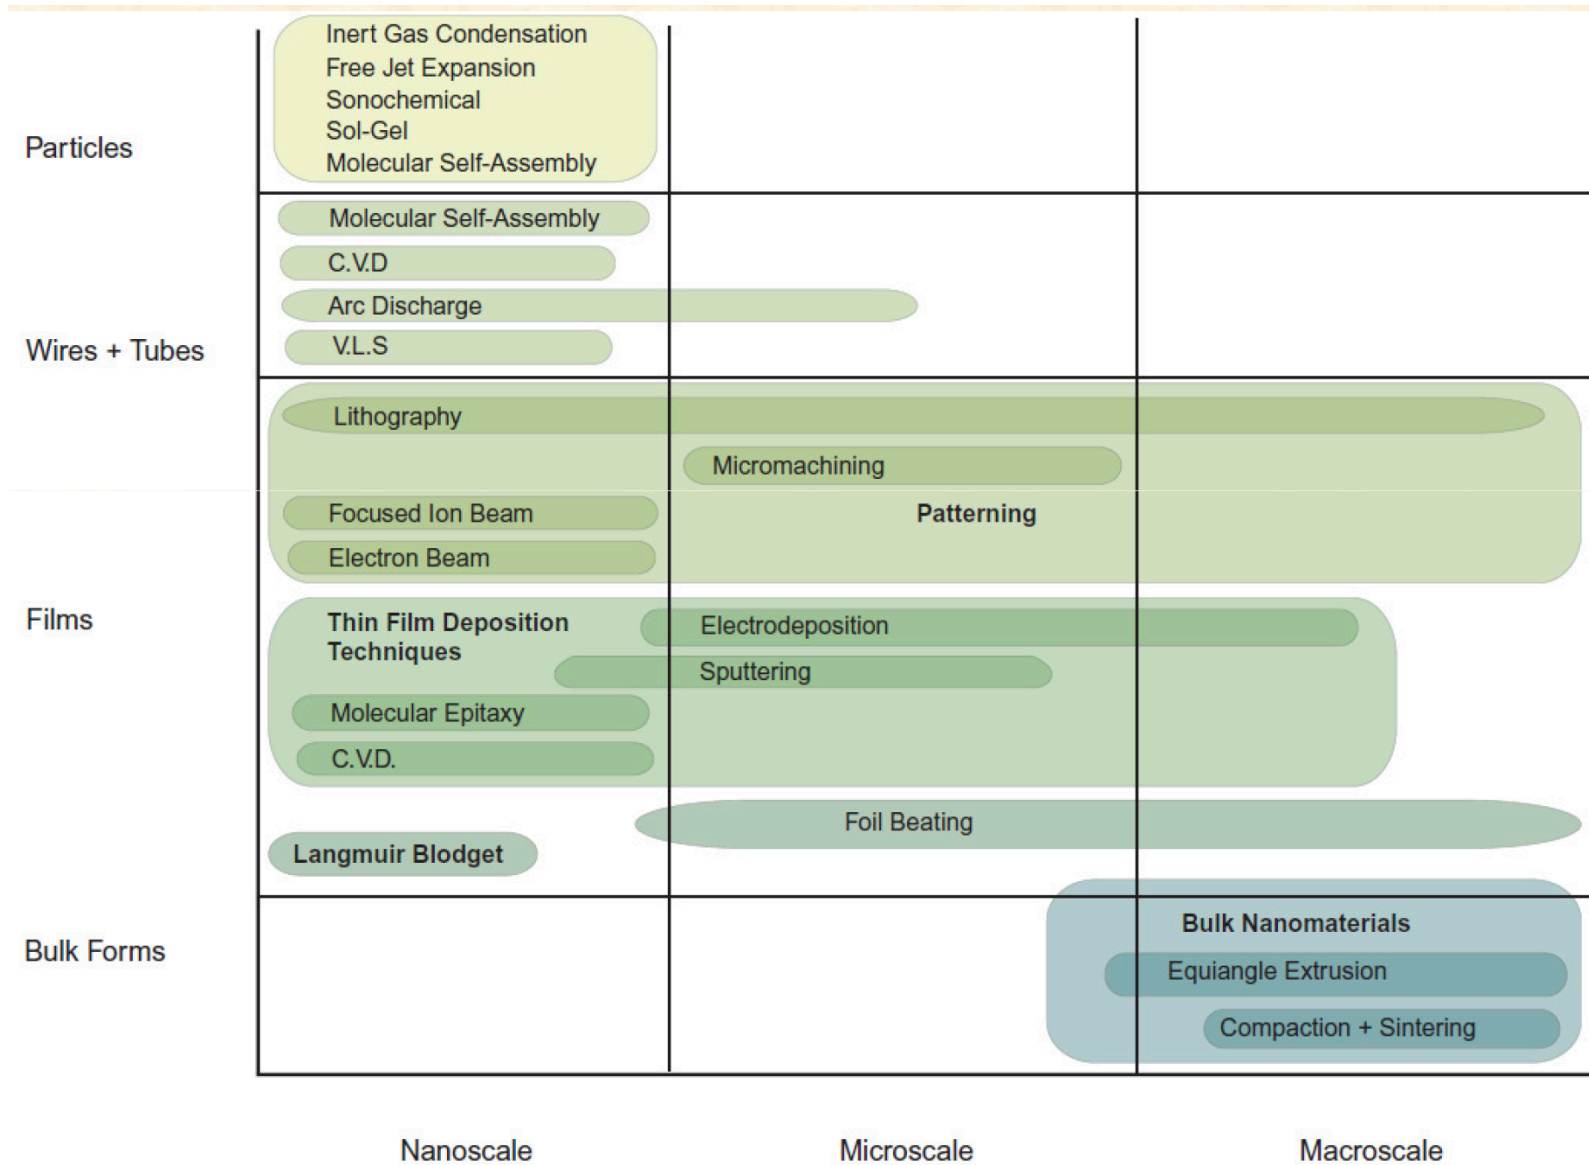 Inert Gas Condensation
Free Jet Expansion
Sonochemical
Sol-Gel
Molecular Self-Assembly
Particles
Molecular Self-Assembly
C.V.D
Arc Discharge
V.L.S
Wires + Tubes
Lithography
Micromachining
Focused Ion Beam
Patterning
Electron Beam
Films
Thin Film Deposition
Techniques
Electrodeposition
Sputtering
Molecular Epitaxy
C.V.D.
Foil Beating
Langmuir Blodget
Bulk Forms
Bulk Nanomaterials
Equiangle Extrusion
Compaction + Sintering
Nanoscale
Microscale
Macroscale